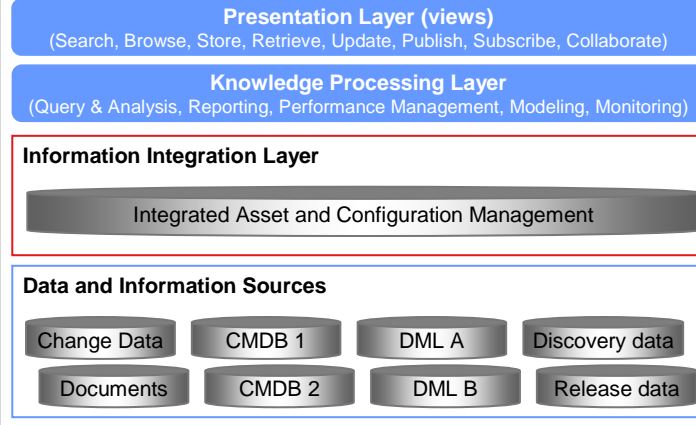 Presentation Layer (views)
(Search, Browse, Store, Retrieve, Update, Publish, Subscribe, Collaborate)
Knowledge Processing Layer
(Query & Analysis, Reporting, Performance Management, Modeling, Monitoring)
Information Integration Layer
Integrated Asset and Configuration Management
Data and Information Sources
Change Data CMDB 1 DML A Discovery data
Documents CMDB 2 DML B Release data